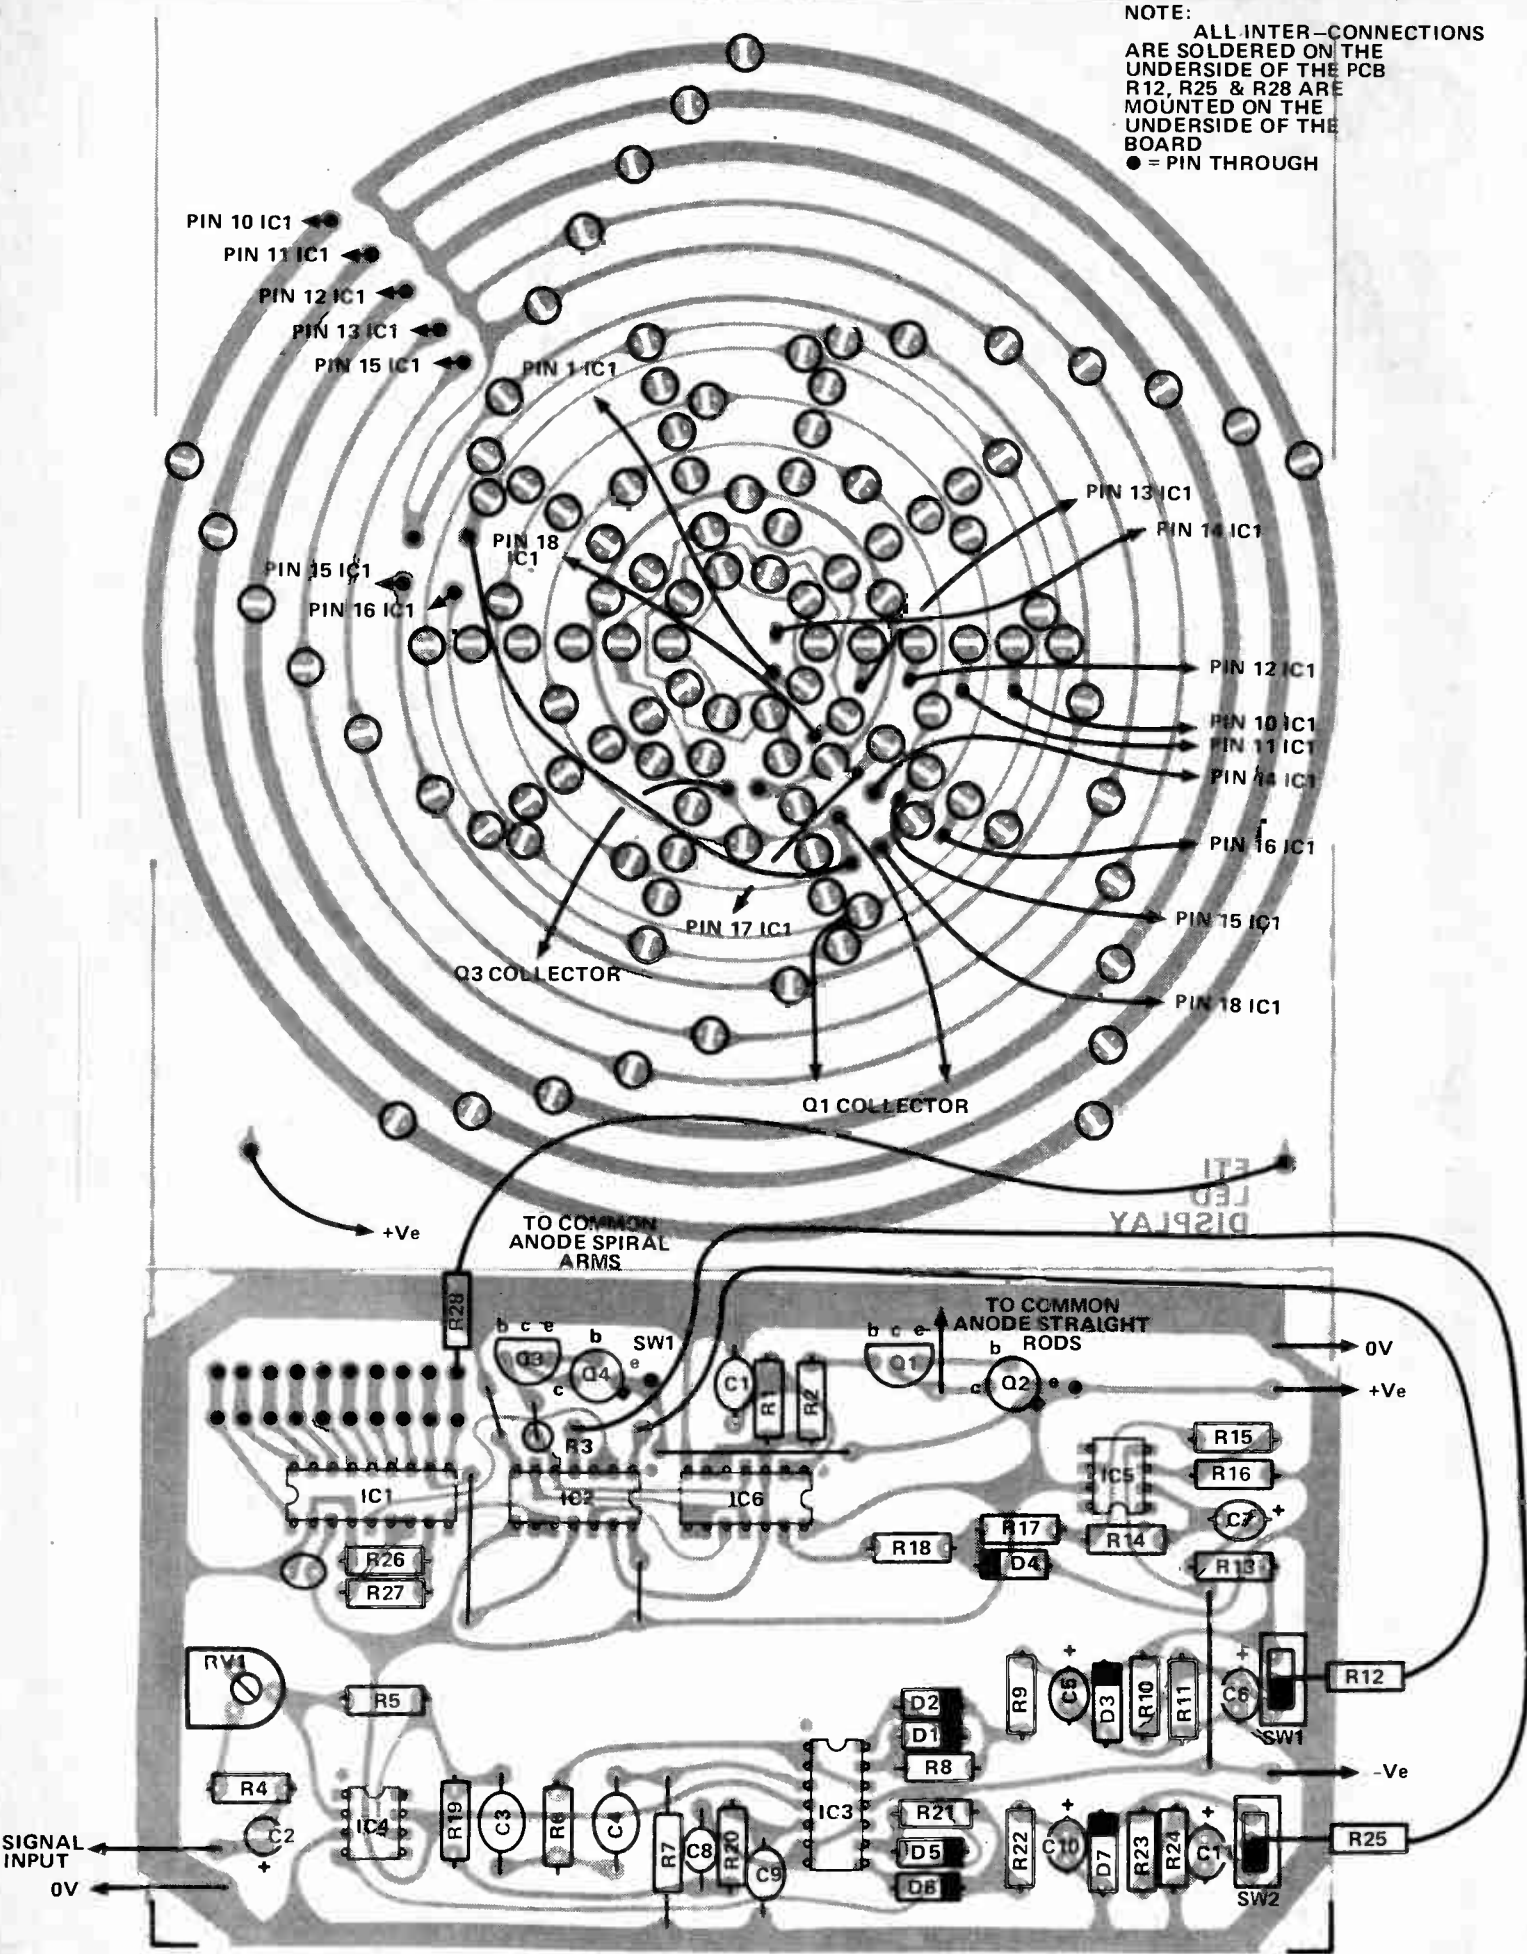 NOTE:
ALL INTER-CONNECTIONS
ARE SOLDERED ON THE
UNDERSIDE OF THE PCB
R12, R25 & R28 ARE
MOUNTED ON THE
UNDERSIDE OF THE
BOARD
● = PIN THROUGH
PIN 10 IC1
PIN 11 IC1
PIN 12 IC1
PIN 13 IC1
PIN 15 IC1
PIN 1 IC1
PIN 13 IC1
PIN 14 IC1
PIN 18
IC1
PIN 15 IC1
PIN 16 IC1
PIN 12 IC1
PIN 10 IC1
PIN 11 IC1
PIN 14 IC1
PIN 16 IC1
PIN 15 IC1
PIN 17 IC1
Q3 COLLECTOR
PIN 18 IC1
Q1 COLLECTOR
ETI
LED
DISPLAY
+Ve
TO COMMON
ANODE SPIRAL
ARMS
R28
b c e
Q3
b
e
c
Q4
SW1
C1
R1
R2
b c e
Q1
TO COMMON
ANODE STRAIGHT
RODS
b
c
e
Q2
0V
+Ve
R3
IC1
IC2
IC6
IC5
R15
R16
C7
+
R17
R14
R18
D4
R13
R26
R27
RV1
R5
R9
+
C5
D3
R10
R11
+
C6
SW1
R12
D2
D1
R8
-Ve
R4
C2
+
IC4
R19
C3
R6
C4
R7
C8
R20
C9
IC3
R21
D5
D6
R22
+
C10
D7
R23
R24
+
C1
SW2
R25
SIGNAL
INPUT
0V